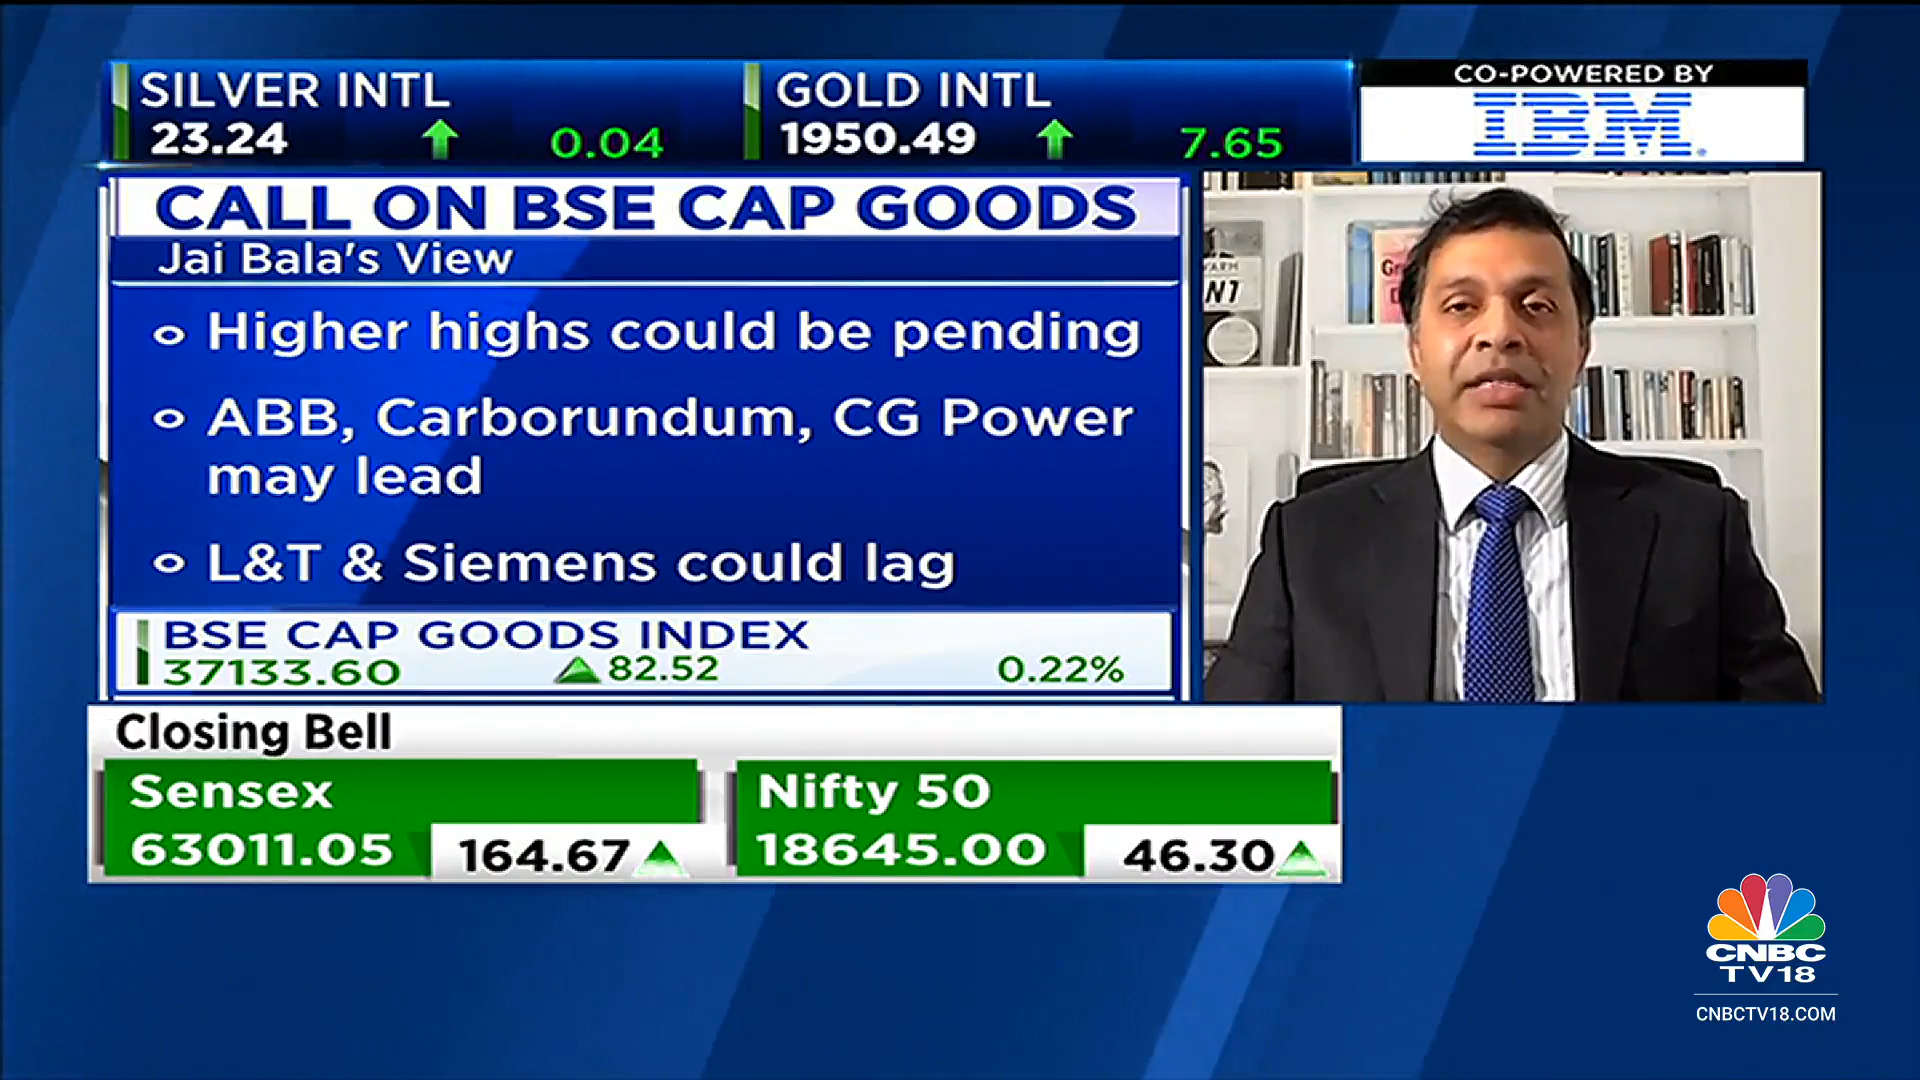 SILVER INTL
23.24 0.04
GOLD INTL
1950.49 7.65
CO-POWERED BY
IBM
CALL ON BSE CAP GOODS
Jai Bala's View
Higher highs could be pending
ABB, Carborundum, CG Power
may lead
L&T & Siemens could lag
BSE CAP GOODS INDEX
37133.60 82.52 0.22%
Closing Bell
Sensex
63011.05 164.67
Nifty 50
18645.00 46.30
CNBC
TV18
CNBCTV18.COM